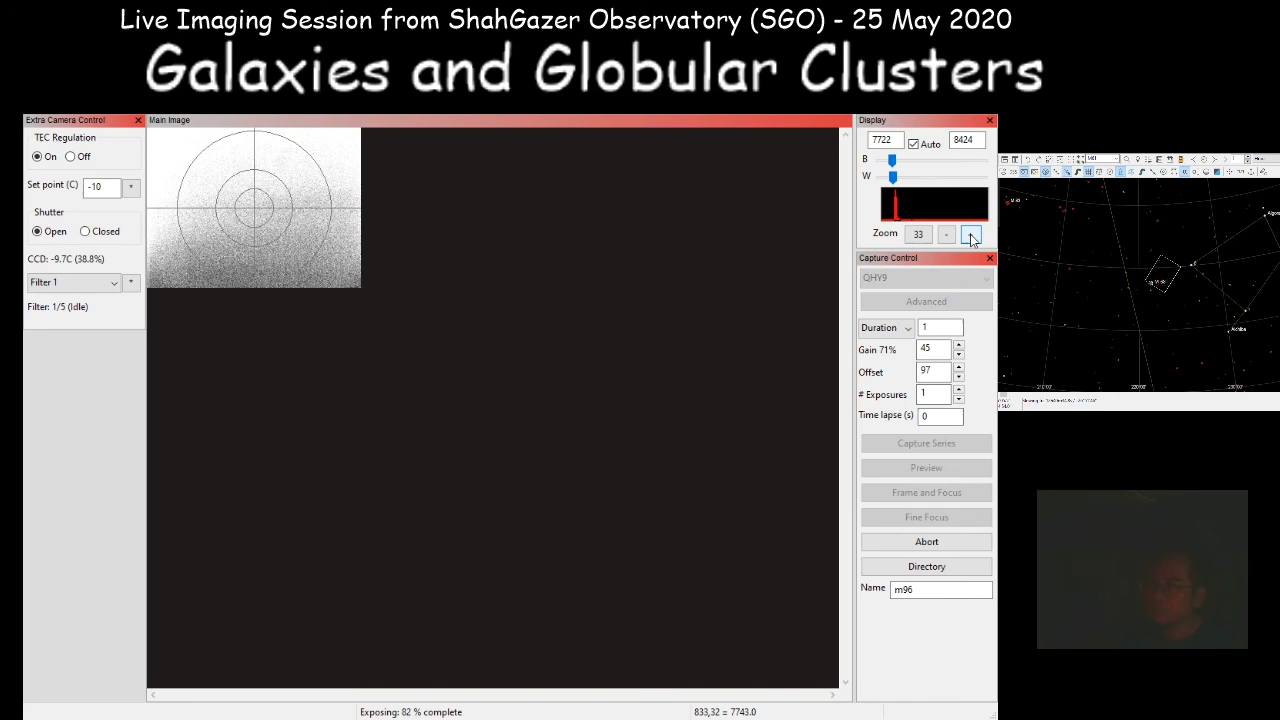 Live Imaging Session from ShahGazer Observatory (SGO) - 25 May 2020
Galaxies and Globular Clusters
Extra Camera Control
TEC Regulation
On Off
Set point (C) -10 *
Shutter
Open Closed
CCD: -9.7C (38.8%)
Filter 1 *
Filter: 1/5 (Idle)
Main Image
Exposing: 82 % complete
833,32 = 7743.0
Display
7722 Auto 8424
B
W
Zoom 33 -
Capture Control
QHY9
Advanced
Duration 1
Gain 71% 45
Offset 97
# Exposures 1
Time lapse (s) 0
Capture Series
Preview
Frame and Focus
Fine Focus
Abort
Directory
Name m96
M 83
M 68
Alchiba